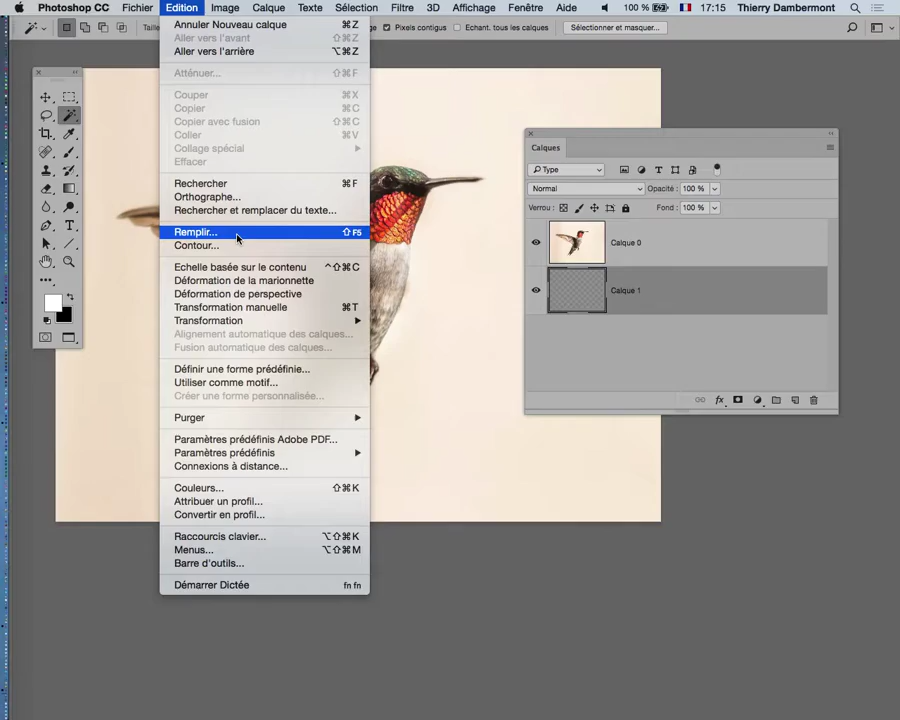 Photoshop CC Fichier Edition Image Calque Texte Sélection Filtre 3D Affichage Fenêtre Aide 100 % 17:15 Thierry Dambermont
Taille
Pixels contigus Echant. tous les calques Sélectionner et masquer...
Annuler Nouveau calque ⌘Z
Aller vers l'avant ⇧⌘Z
Aller vers l'arrière ⌥⌘Z
Atténuer... ⇧⌘F
Couper ⌘X
Copier ⌘C
Copier avec fusion ⇧⌘C
Coller ⌘V
Collage spécial
Effacer
Rechercher ⌘F
Orthographe...
Rechercher et remplacer du texte...
Remplir... ⇧F5
Contour...
Echelle basée sur le contenu ^⇧⌘C
Déformation de la marionnette
Déformation de perspective
Transformation manuelle ⌘T
Transformation
Alignement automatique des calques...
Fusion automatique des calques...
Définir une forme prédéfinie...
Utiliser comme motif...
Créer une forme personnalisée...
Purger
Paramètres prédéfinis Adobe PDF...
Paramètres prédéfinis
Connexions à distance...
Couleurs... ⇧⌘K
Attribuer un profil...
Convertir en profil...
Raccourcis clavier... ⌥⇧⌘K
Menus... ⌥⇧⌘M
Barre d'outils...
Démarrer Dictée fn fn
Calques
Type
Normal Opacité : 100 %
Verrou : Fond : 100 %
Calque 0
Calque 1